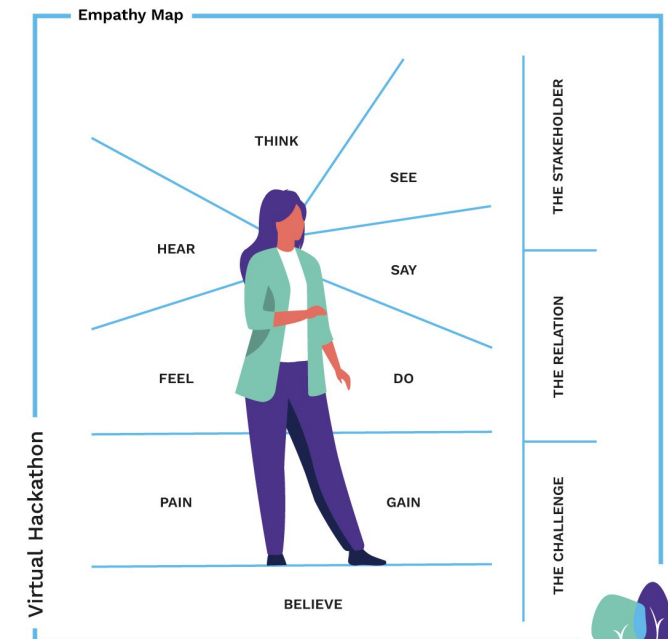 Empathy Map
THINK
SEE
HEAR
SAY
FEEL
DO
PAIN
GAIN
BELIEVE
THE STAKEHOLDER
THE RELATION
THE CHALLENGE
Virtual Hackathon